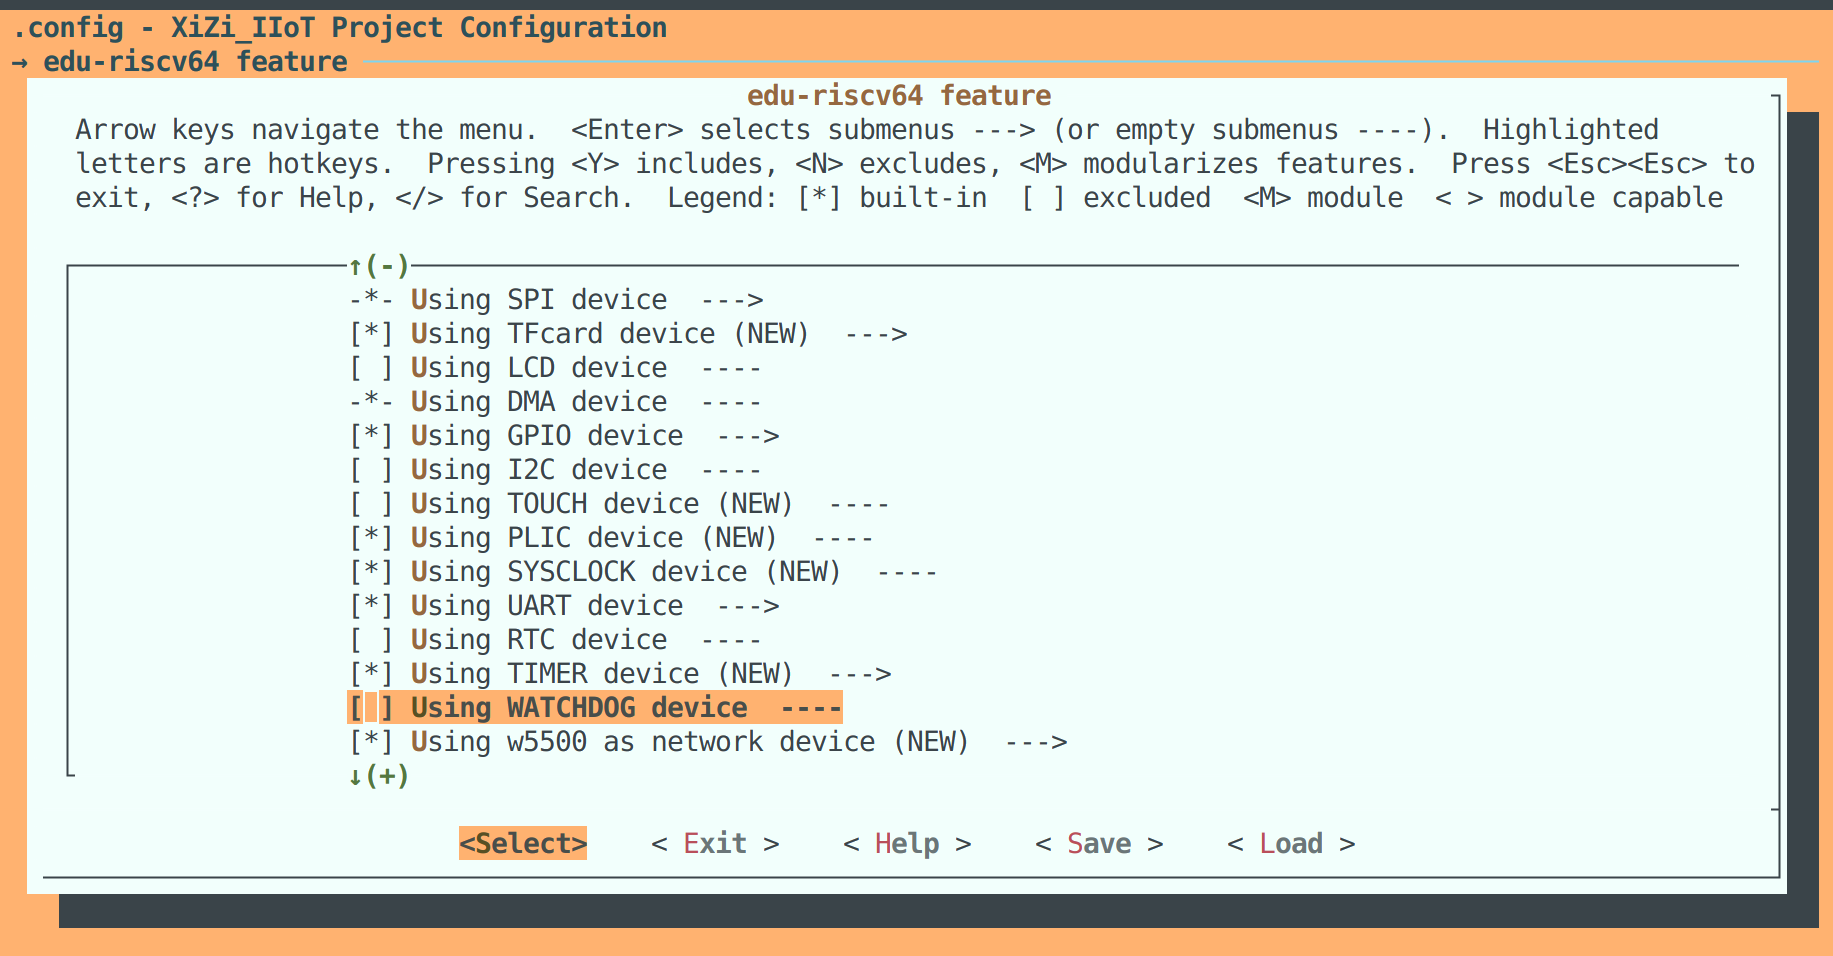 .config - XiZi_IIoT Project Configuration
→ edu-riscv64 feature
edu-riscv64 feature
Arrow keys navigate the menu.  <Enter> selects submenus ---> (or empty submenus ----).  Highlighted
letters are hotkeys.  Pressing <Y> includes, <N> excludes, <M> modularizes features.  Press <Esc><Esc> to
exit, <?> for Help, </> for Search.  Legend: [*] built-in  [ ] excluded  <M> module  < > module capable
↑(-)
-*- Using SPI device  --->
[*] Using TFcard device (NEW)  --->
[ ] Using LCD device  ----
-*- Using DMA device  ----
[*] Using GPIO device  --->
[ ] Using I2C device  ----
[ ] Using TOUCH device (NEW)  ----
[*] Using PLIC device (NEW)  ----
[*] Using SYSCLOCK device (NEW)  ----
[*] Using UART device  --->
[ ] Using RTC device  ----
[*] Using TIMER device (NEW)  --->
[ ] Using WATCHDOG device  ----
[*] Using w5500 as network device (NEW)  --->
↓(+)
<Select>    < Exit >    < Help >    < Save >    < Load >